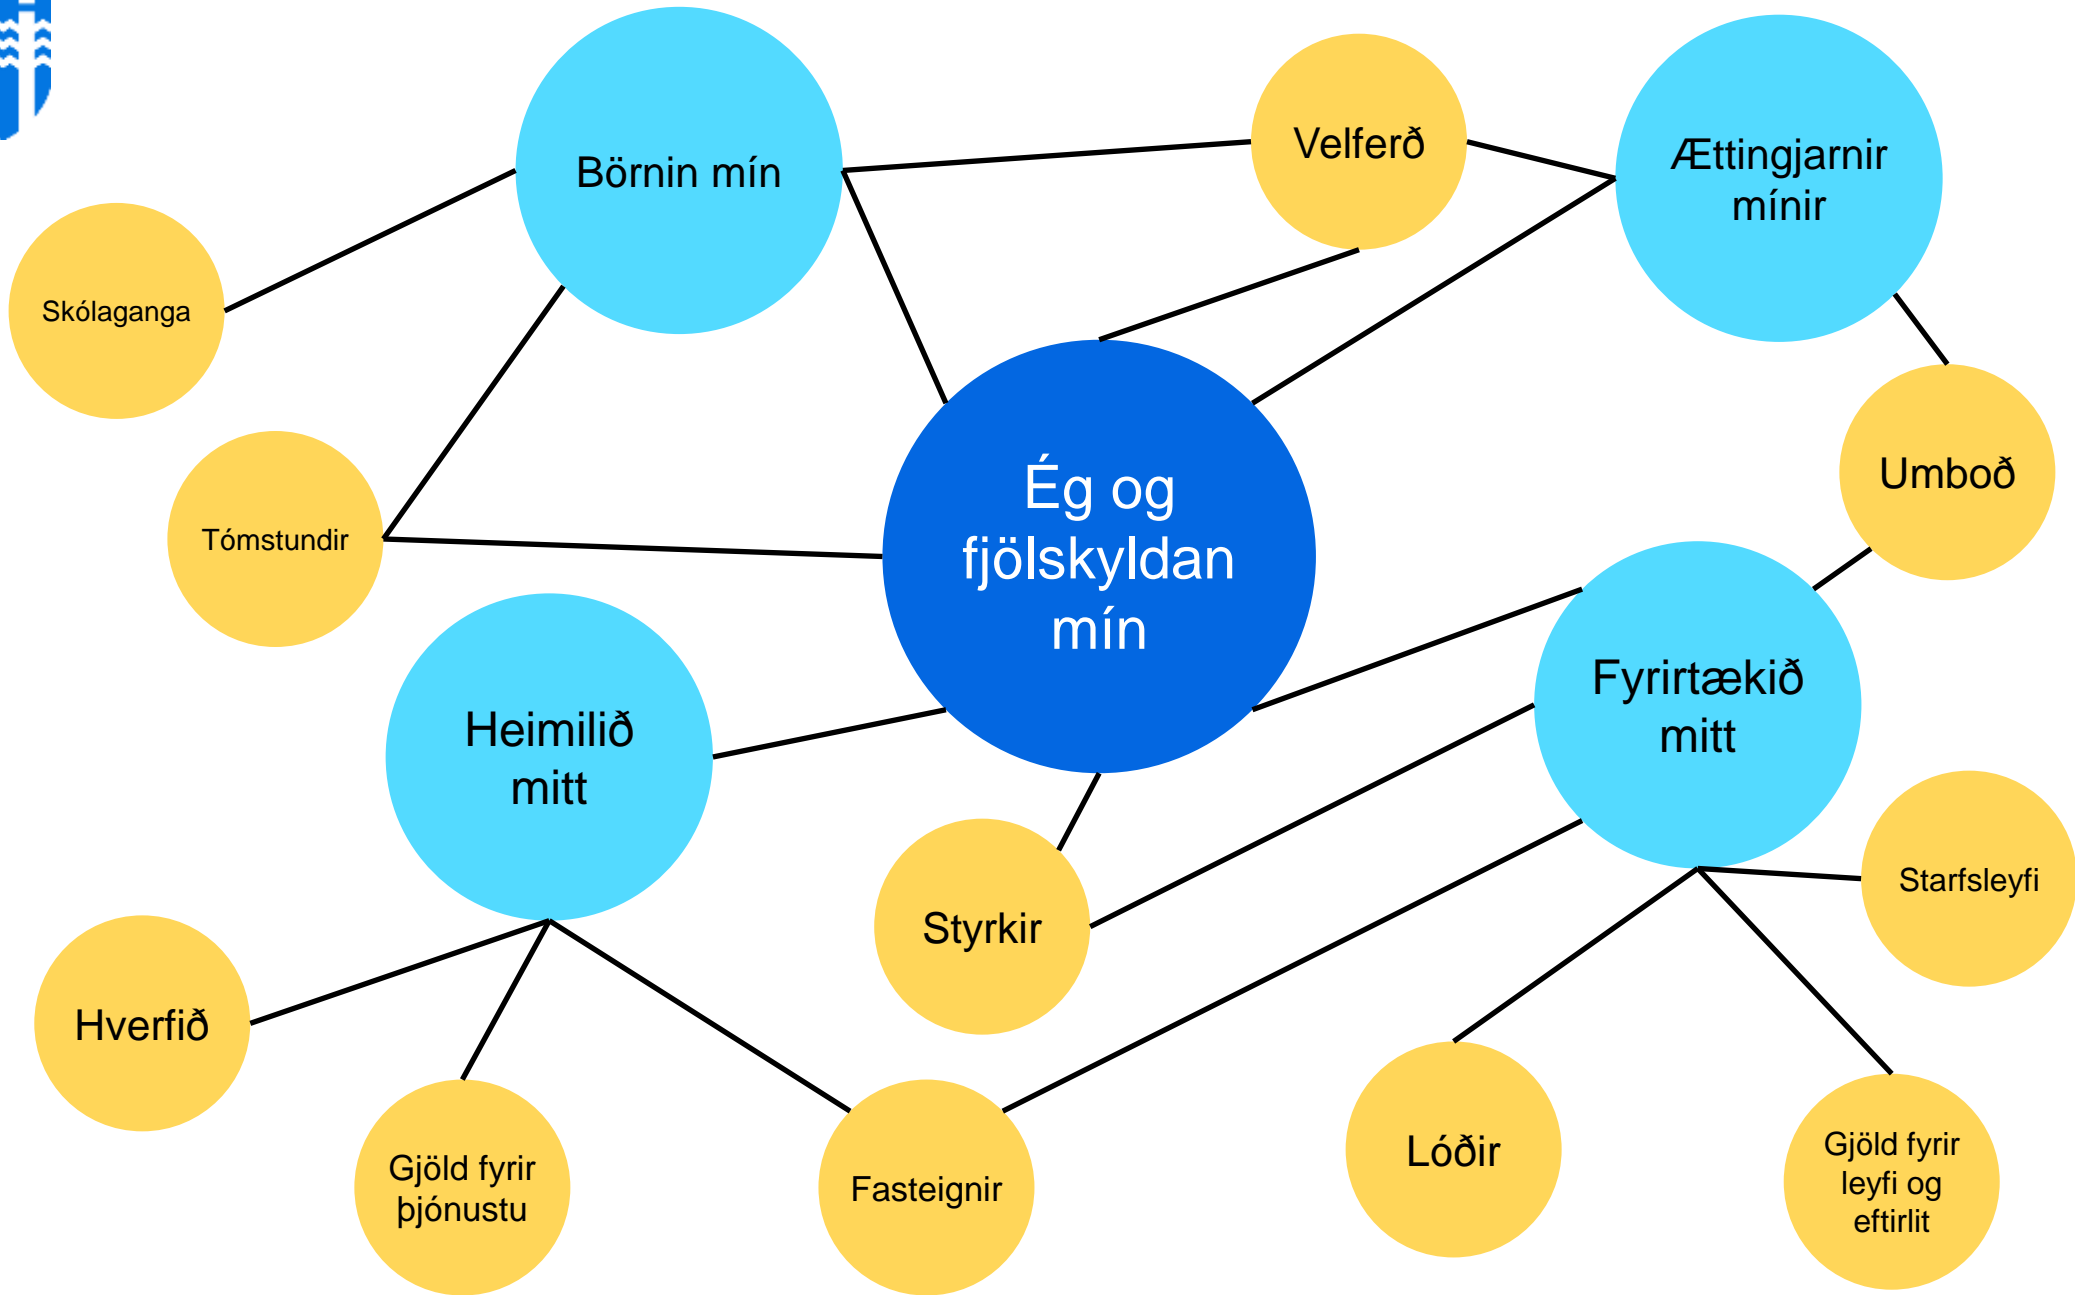 Börnin mín
Velferð
Ættingjarnir
mínir
Skólaganga
Tómstundir
Ég og
fjölskyldan
mín
Umboð
Heimilið
mitt
Fyrirtækið
mitt
Styrkir
Starfsleyfi
Hverfið
Gjöld fyrir
þjónustu
Fasteignir
Lóðir
Gjöld fyrir
leyfi og
eftirlit